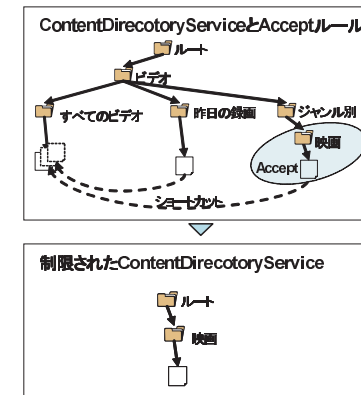 ContentDirecotoryServiceとAcceptルール
ルート
ビデオ
すべてのビデオ
昨日の録画
ジャンル別
映画
Accept
ショートカット
制限されたContentDirecotoryService
ルート
映画